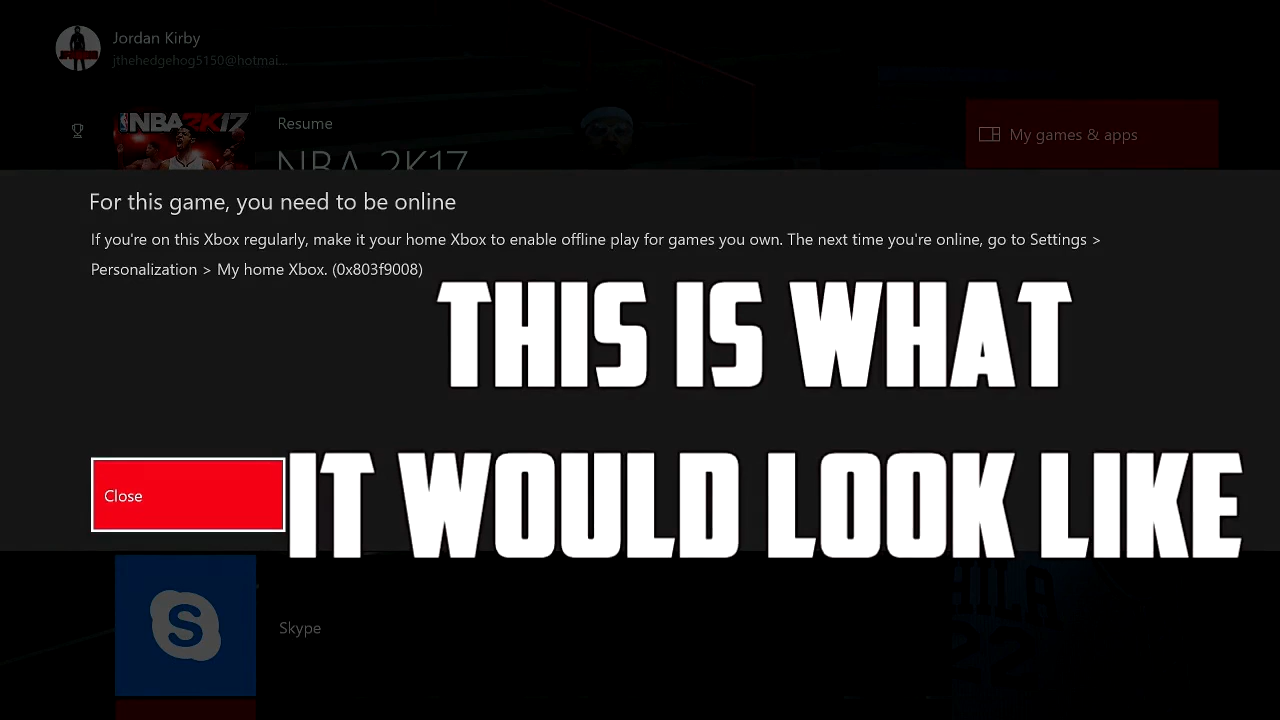 Jordan Kirby
jthehedgehog5150@hotmai...
NBA 2K17
Resume
NBA 2K17
My games & apps
For this game, you need to be online
If you're on this Xbox regularly, make it your home Xbox to enable offline play for games you own. The next time you're online, go to Settings >
Personalization > My home Xbox. (0x803f9008)
THIS IS WHAT
Close
IT WOULD LOOK LIKE
S
Skype
PHILA
22